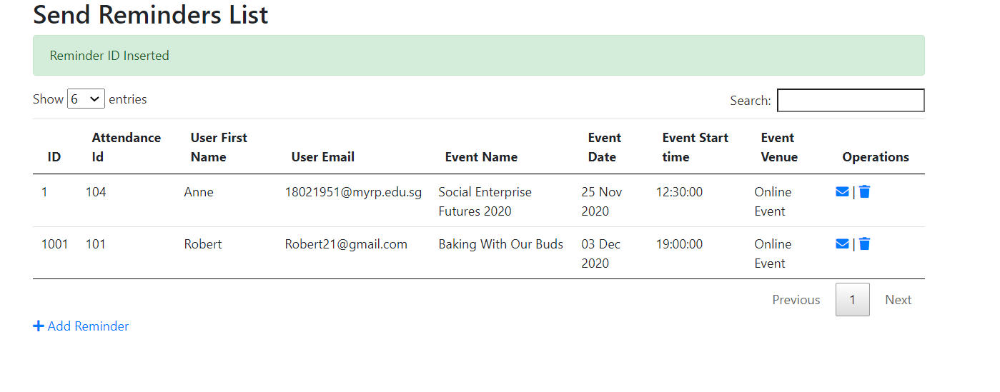 Send Reminders List
Reminder ID Inserted
Show 6 entries
Search:
ID Attendance Id User First Name User Email Event Name Event Date Event Start time Event Venue Operations
1 104 Anne 18021951@myrp.edu.sg Social Enterprise Futures 2020 25 Nov 2020 12:30:00 Online Event |
1001 101 Robert Robert21@gmail.com Baking With Our Buds 03 Dec 2020 19:00:00 Online Event |
Previous 1 Next
+ Add Reminder